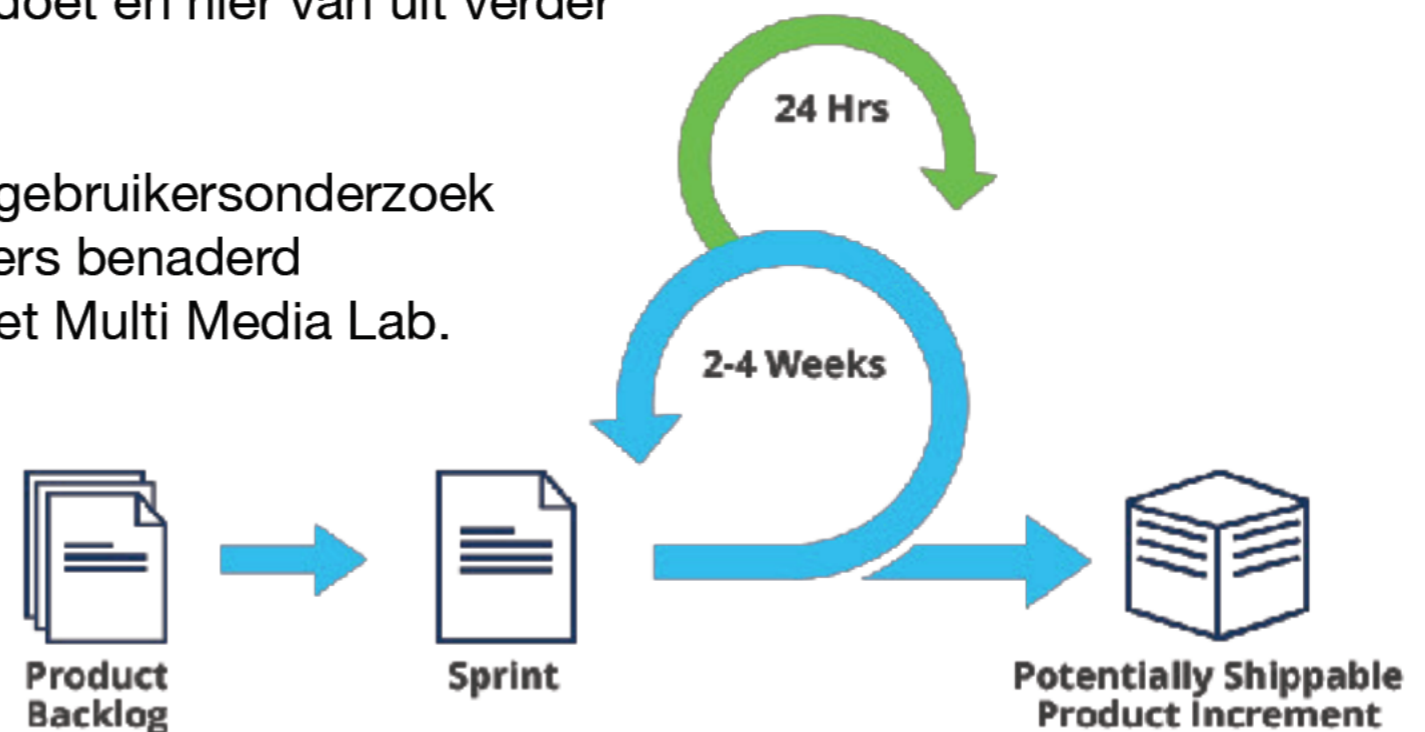 doet en hier van uit verder
gebruikersonderzoek
ers benaderd
et Multi Media Lab.
24 Hrs
2-4 Weeks
Product
Backlog
Sprint
Potentially Shippable
Product Increment